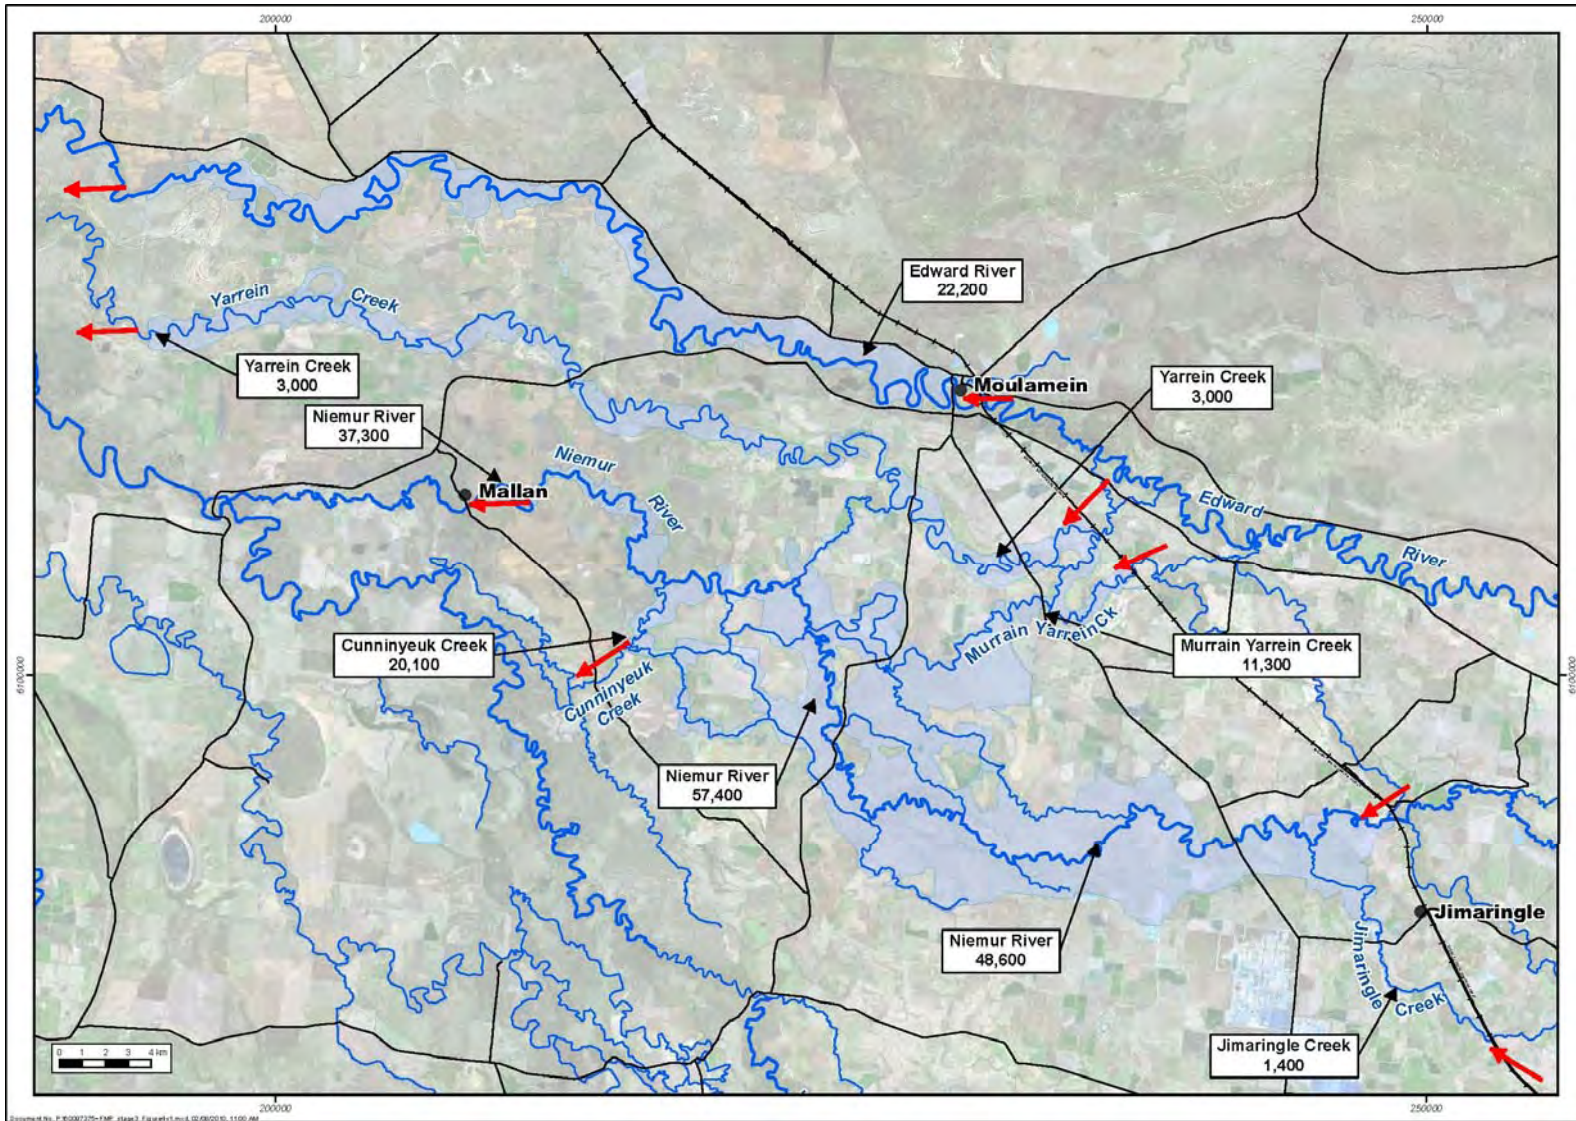 200000
250000
Edward River
22,200
Yarrein
Creek
Yarrein Creek
3,000
Moulamein
Yarrein Creek
3,000
Niemur River
37,300
Niemur
River
Mallan
Edward
River
Cunninyeuk Creek
20,100
Murrain Yarrein Ck
Murrain Yarrein Creek
11,300
6100000
6100000
Cunninyeuk
Creek
Niemur River
57,400
Jimaringle
Niemur River
48,600
Jimaringle
Creek
Jimaringle Creek
1,400
0 1 2 3 4 km
200000
250000